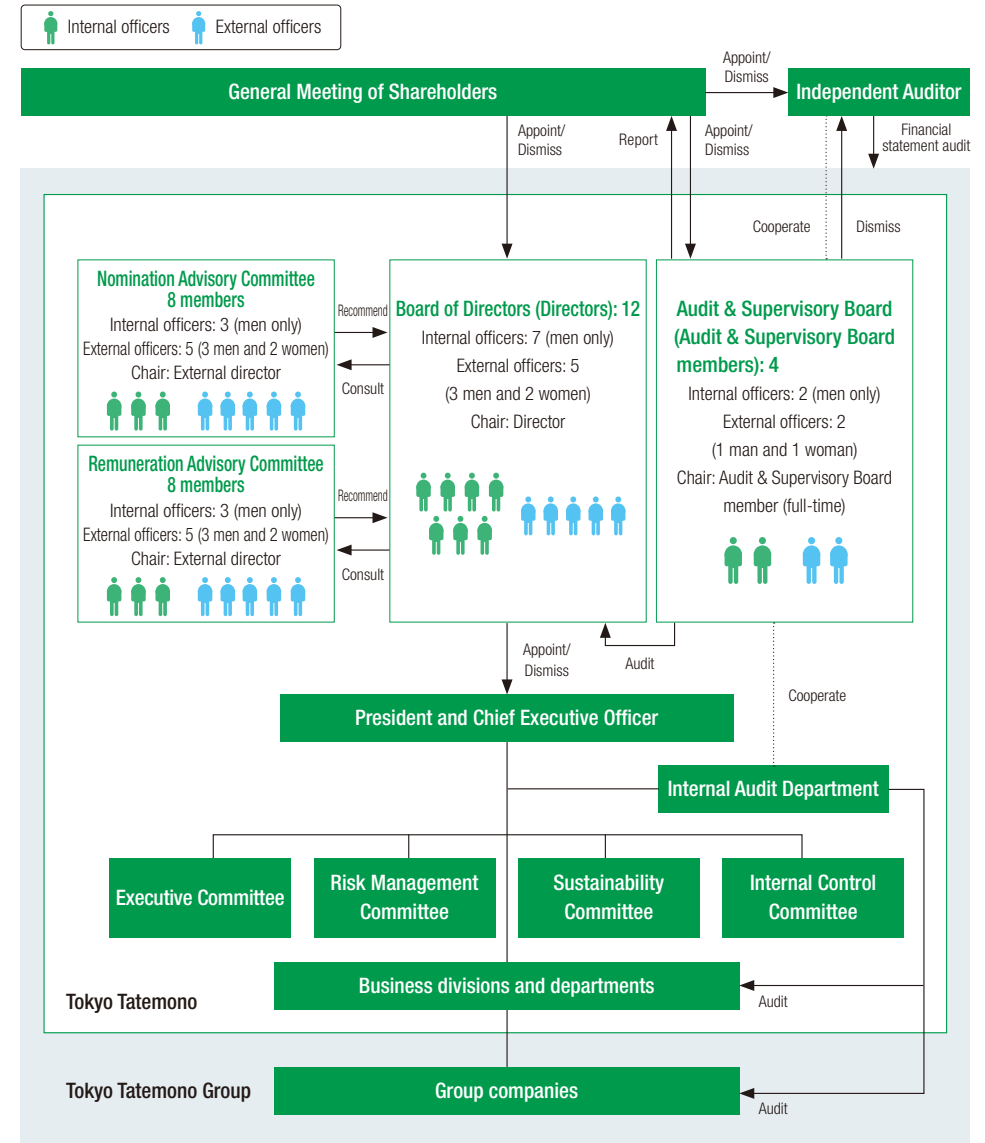 Internal officers
External officers
General Meeting of Shareholders
Appoint/
Dismiss
Independent Auditor
Appoint/
Dismiss
Report
Appoint/
Dismiss
Financial
statement audit
Cooperate
Dismiss
Nomination Advisory Committee
8 members
Internal officers: 3 (men only)
External officers: 5 (3 men and 2 women)
Chair: External director
Recommend
Consult
Board of Directors (Directors): 12
Internal officers: 7 (men only)
External officers: 5
(3 men and 2 women)
Chair: Director
Audit & Supervisory Board
(Audit & Supervisory Board
members): 4
Internal officers: 2 (men only)
External officers: 2
(1 man and 1 woman)
Chair: Audit & Supervisory Board
member (full-time)
Remuneration Advisory Committee
8 members
Internal officers: 3 (men only)
External officers: 5 (3 men and 2 women)
Chair: External director
Recommend
Consult
Appoint/
Dismiss
Audit
Cooperate
President and Chief Executive Officer
Internal Audit Department
Executive Committee
Risk Management
Committee
Sustainability
Committee
Internal Control
Committee
Business divisions and departments
Audit
Tokyo Tatemono
Tokyo Tatemono Group
Group companies
Audit